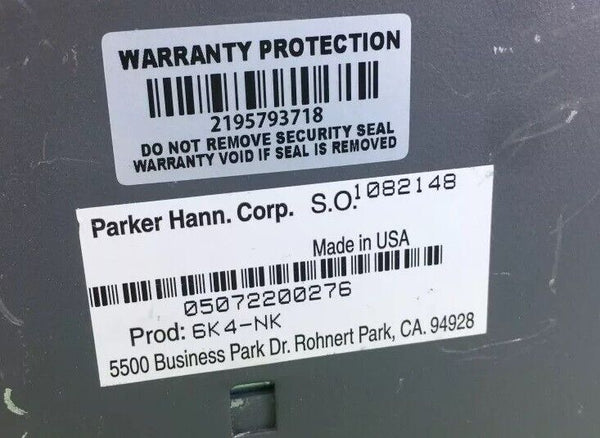 WARRANTY PROTECTION
2195793718
DO NOT REMOVE SECURITY SEAL
WARRANTY VOID IF SEAL IS REMOVED
Parker Hann. Corp. S.O. 1082148
Made in USA
05072200276
Prod: 6K4-NK
5500 Business Park Dr. Rohnert Park, CA. 94928